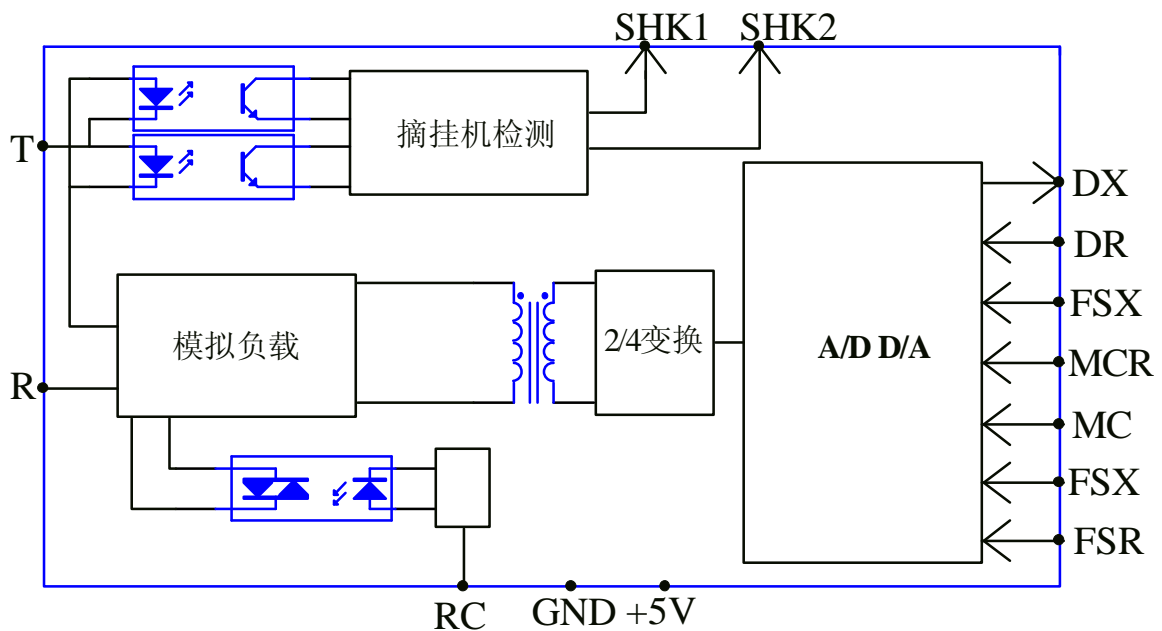 SHK1 SHK2
摘挂机检测
T
DX
DR
FSX
模拟负载
2/4变换
A/D D/A
MCR
R
MC
FSX
FSR
RC
GND +5V